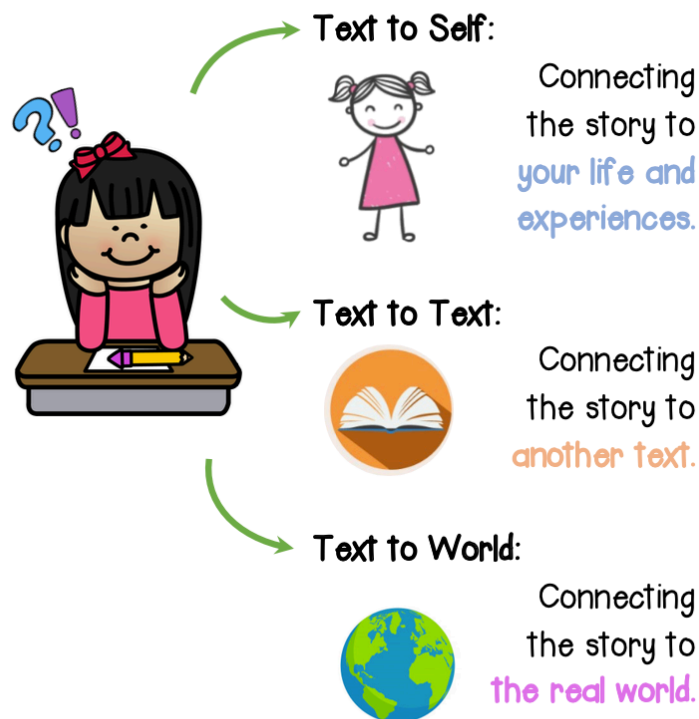 Text to Self:
Connecting
the story to
your life and
experiences.
Text to Text:
Connecting
the story to
another text.
Text to World:
Connecting
the story to
the real world.
?!